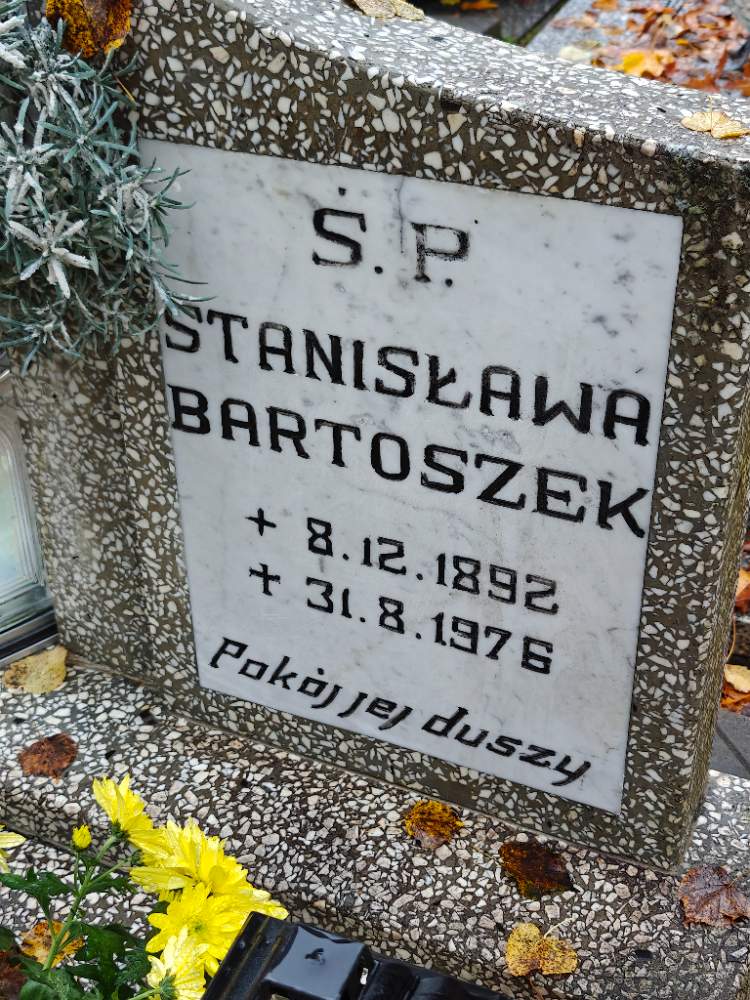 Ś.P.
STANISŁAWA
BARTOSZEK
+ 8.12.1892
+ 31.8.1976
Pokój jej duszy